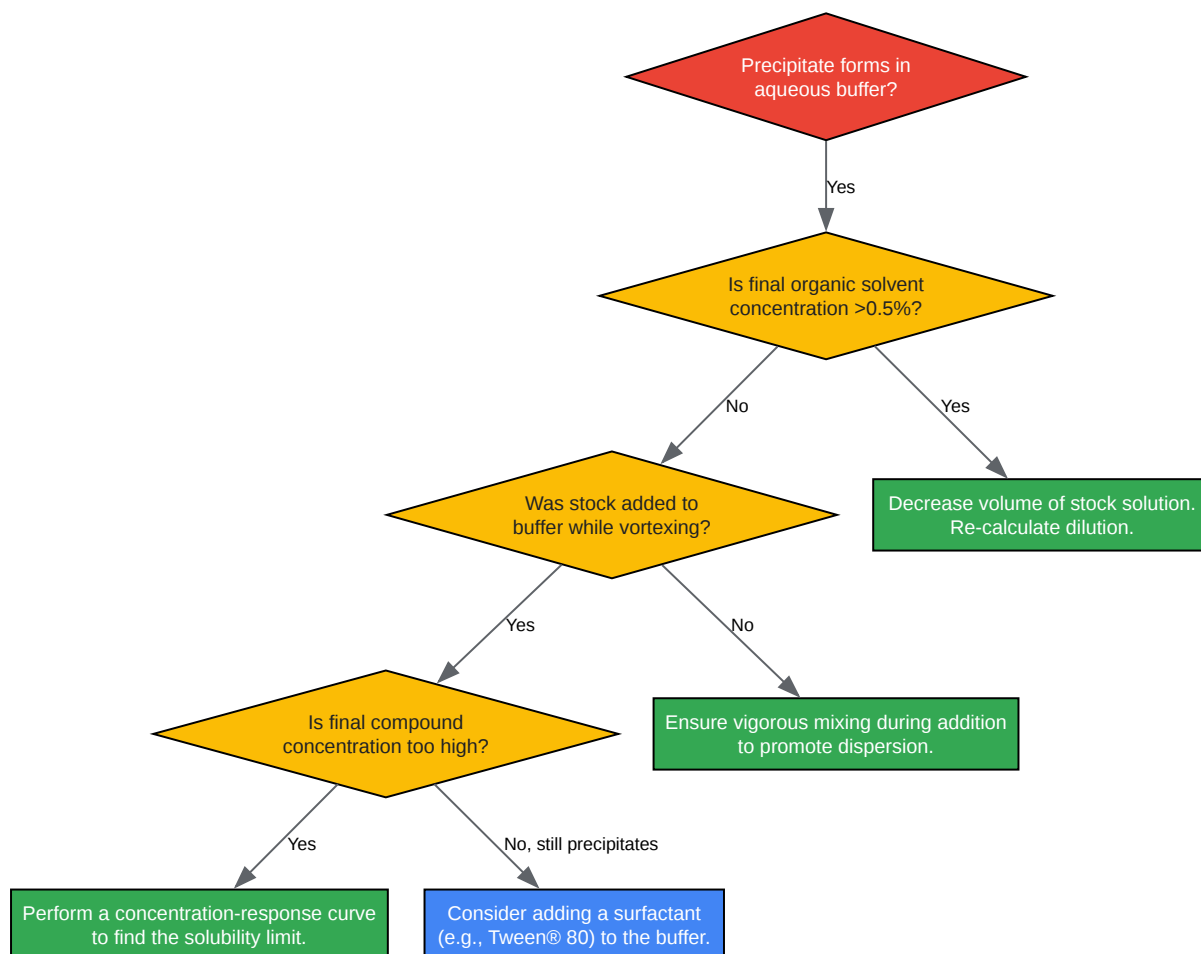 Precipitate forms in
aqueous buffer?
Yes
Is final organic solvent
concentration >0.5%?
No
Yes
Was stock added to
buffer while vortexing?
Decrease volume of stock solution.
Re-calculate dilution.
Yes
No
Is final compound
concentration too high?
Ensure vigorous mixing during addition
to promote dispersion.
Yes
No, still precipitates
Perform a concentration-response curve
to find the solubility limit.
Consider adding a surfactant
(e.g., Tween® 80) to the buffer.